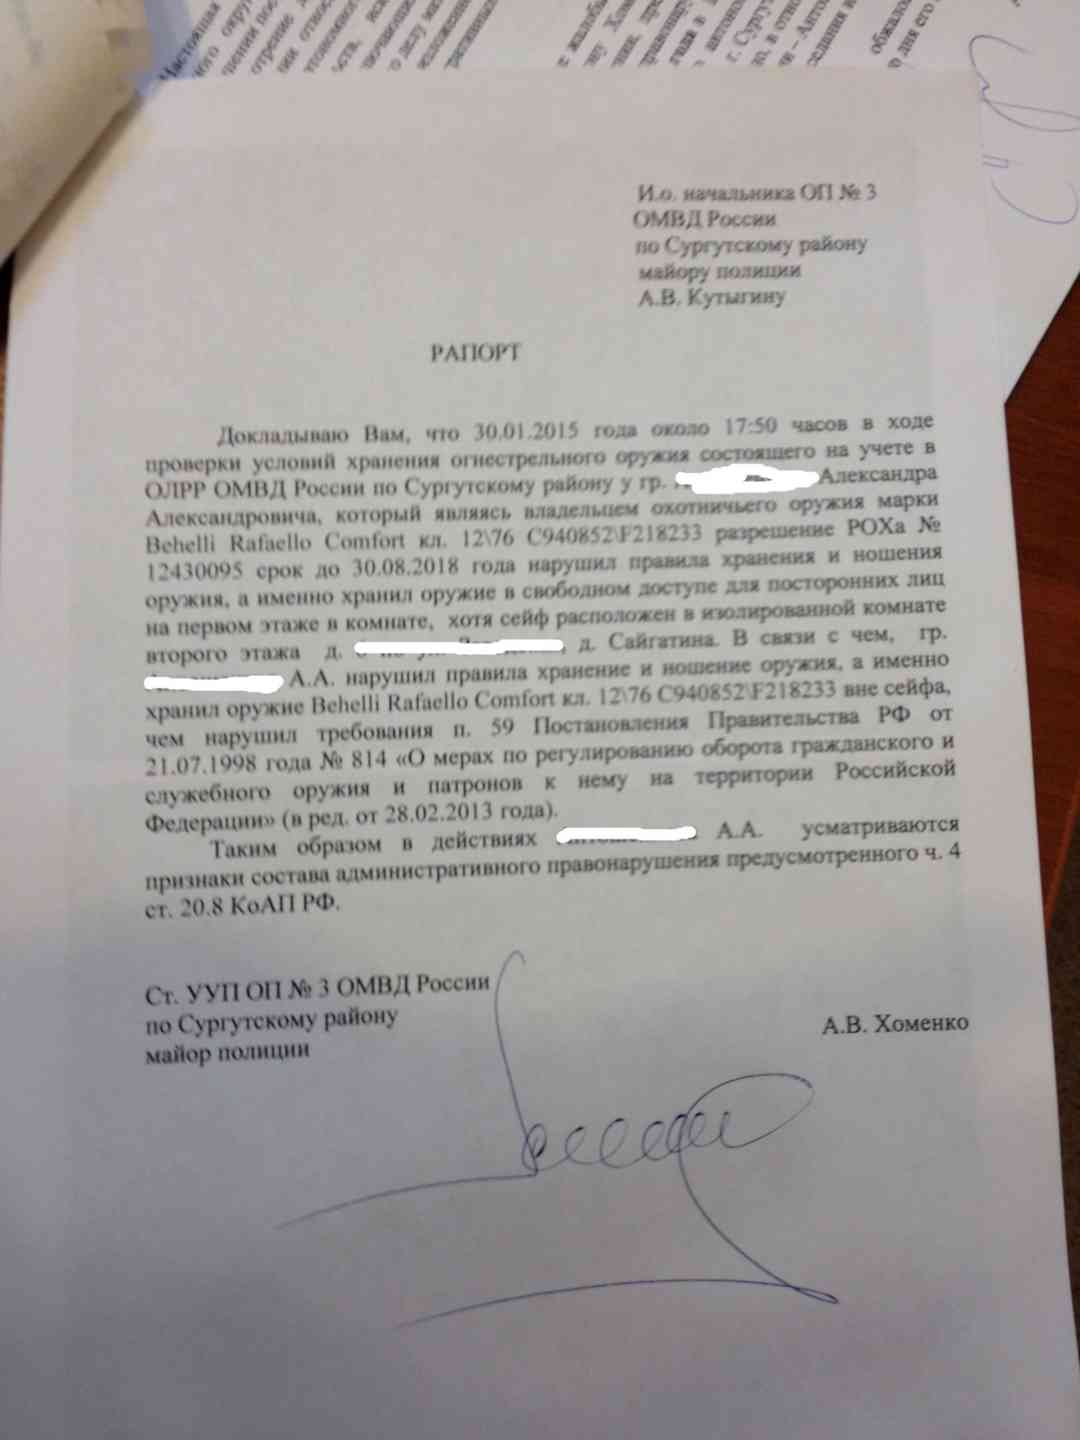 И.о. начальника ОП № 3
ОМВД России
по Сургутскому району
майору полиции
А.В. Кутыгину
РАПОРТ
Докладываю Вам, что 30.01.2015 года около 17:50 часов в ходе
проверки условий хранения огнестрельного оружия состоящего на учете в
ОЛРР ОМВД России по Сургутскому району у гр. Александра
Александровича, который являясь владельцем охотничьего оружия марки
Behelli Rafaello Comfort кл. 12\76 С940852\F218233 разрешение РОХа №
12430095 срок до 30.08.2018 года нарушил правила хранения и ношения
оружия, а именно хранил оружие в свободном доступе для посторонних лиц
на первом этаже в комнате, хотя сейф расположен в изолированной комнате
второго этажа д. д. Сайгатина. В связи с чем, гр.
А.А. нарушил правила хранение и ношение оружия, а именно
хранил оружие Behelli Rafaello Comfort кл. 12\76 С940852\F218233 вне сейфа,
чем нарушил требования п. 59 Постановления Правительства РФ от
21.07.1998 года № 814 «О мерах по регулированию оборота гражданского и
служебного оружия и патронов к нему на территории Российской
Федерации» (в ред. от 28.02.2013 года).
Таким образом в действиях А.А. усматриваются
признаки состава административного правонарушения предусмотренного ч. 4
ст. 20.8 КоАП РФ.
Ст. УУП ОП № 3 ОМВД России
по Сургутскому району
майор полиции
А.В. Хоменко